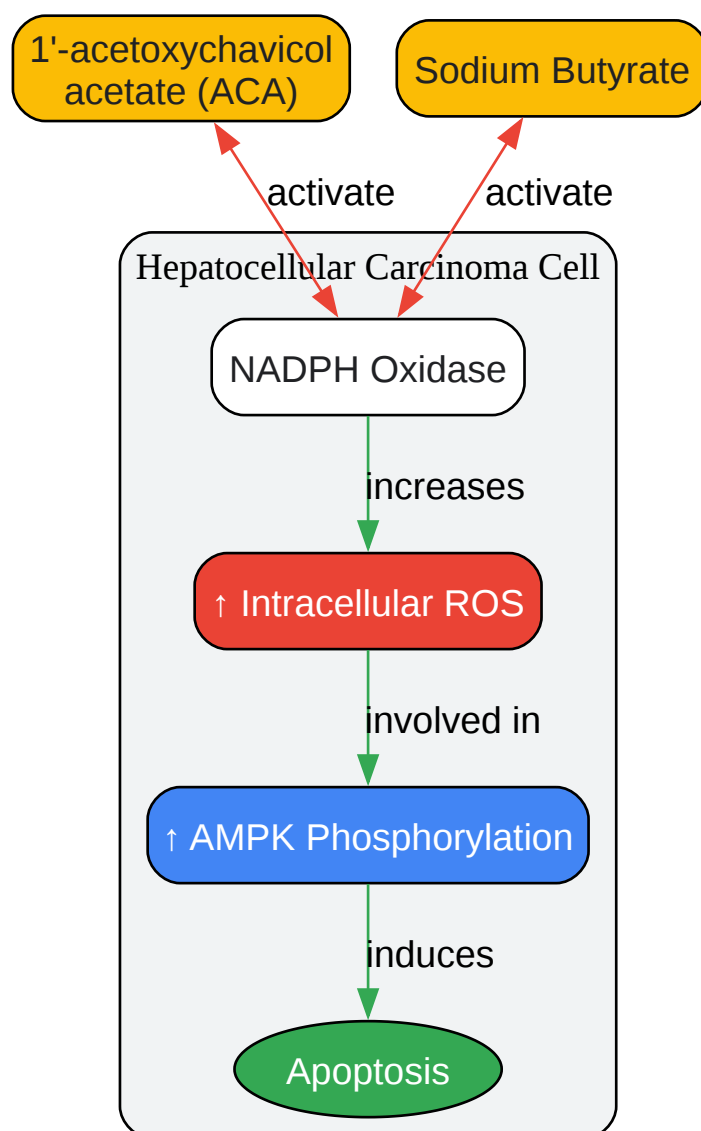 1'-acetoxychavicol
acetate (ACA)
Sodium Butyrate
activate
activate
Hepatocellular Carcinoma Cell
NADPH Oxidase
increases
↑ Intracellular ROS
involved in
↑ AMPK Phosphorylation
induces
Apoptosis